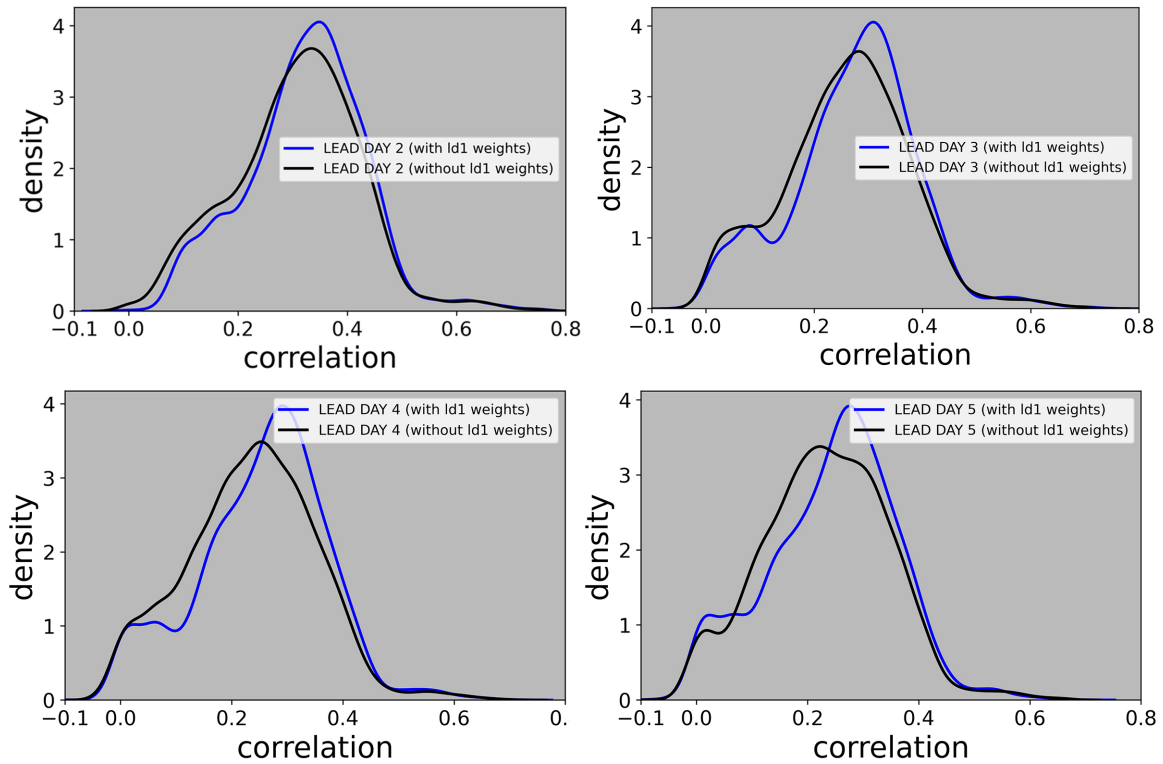 4
3
2
1
0
density
LEAD DAY 2 (with ld1 weights)
LEAD DAY 2 (without ld1 weights)
−0.1 0.0 0.2 0.4 0.6 0.8
correlation
4
3
2
1
0
density
LEAD DAY 3 (with ld1 weights)
LEAD DAY 3 (without ld1 weights)
−0.1 0.0 0.2 0.4 0.6 0.8
correlation
4
3
2
1
0
density
LEAD DAY 4 (with ld1 weights)
LEAD DAY 4 (without ld1 weights)
−0.1 0.0 0.2 0.4 0.6 0.
correlation
4
3
2
1
0
density
LEAD DAY 5 (with ld1 weights)
LEAD DAY 5 (without ld1 weights)
−0.1 0.0 0.2 0.4 0.6 0.8
correlation